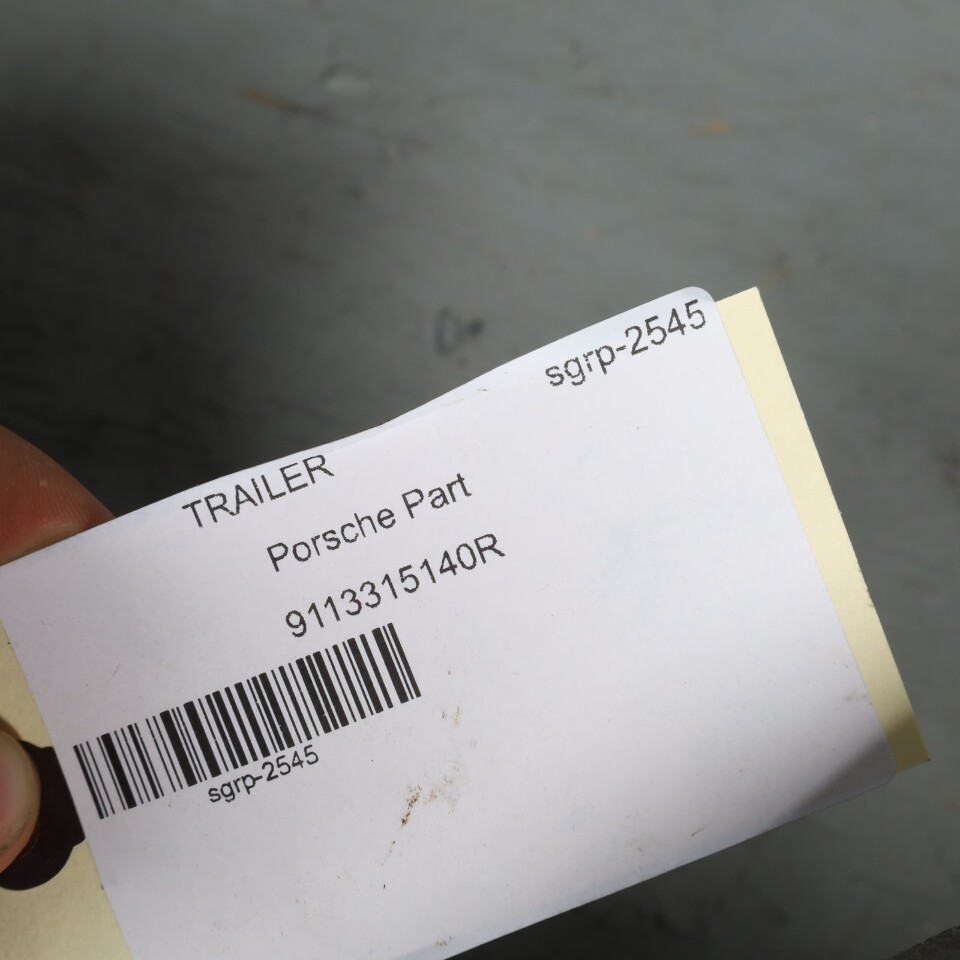 sgrp-2545
TRAILER
Porsche Part
9113315140R
sgrp-2545